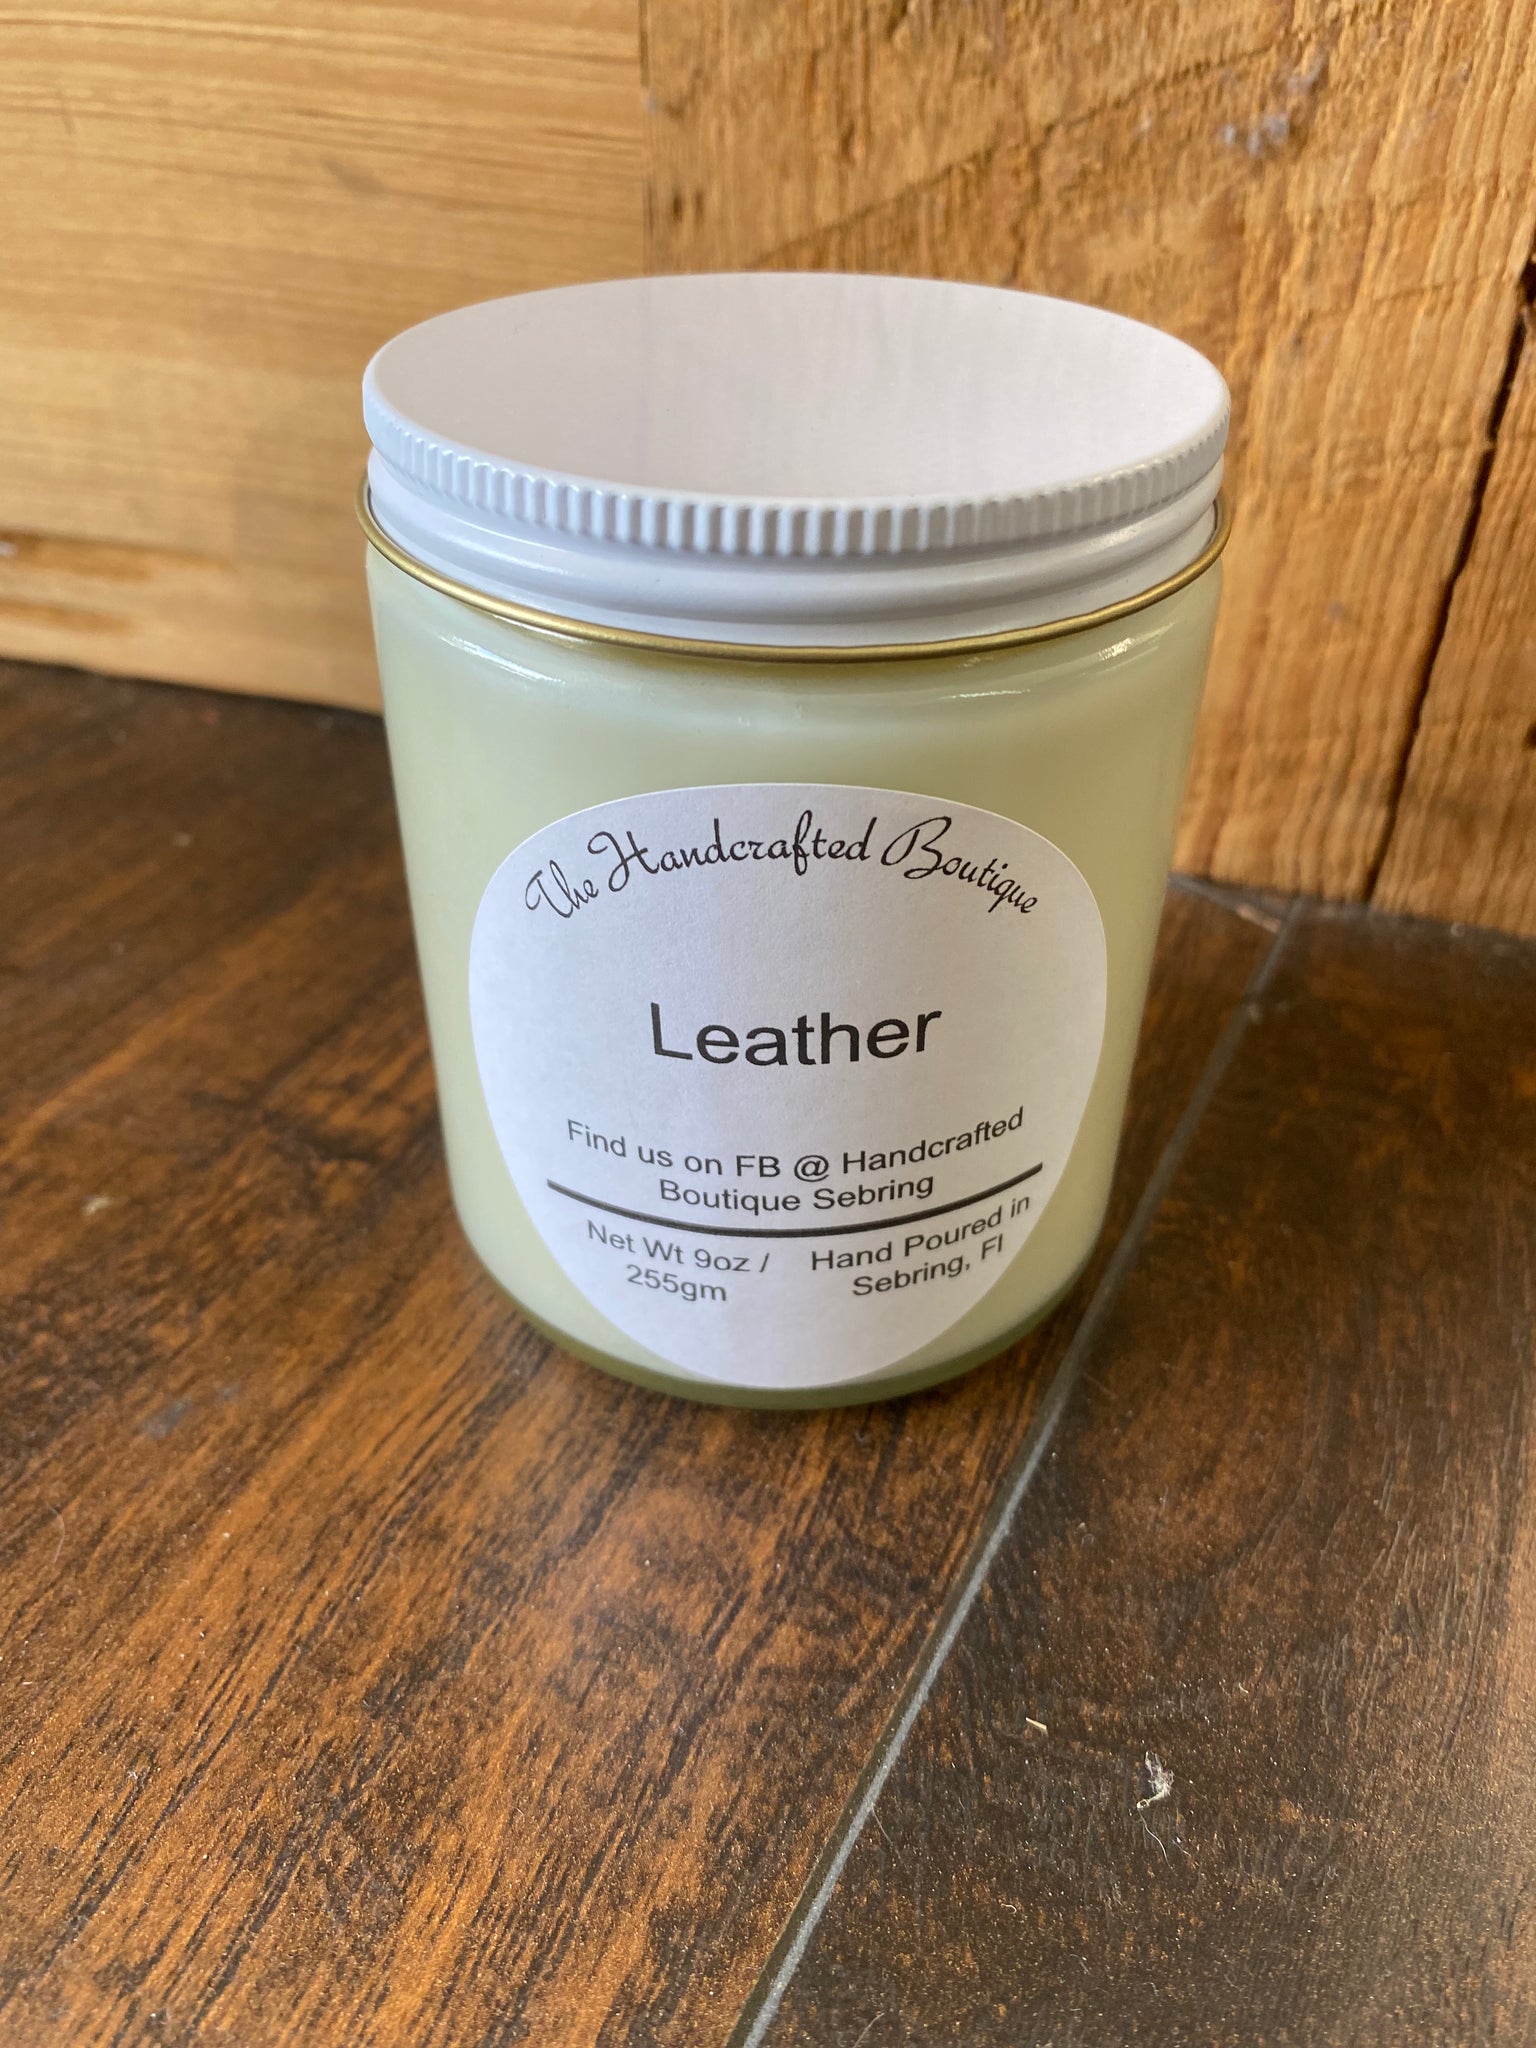 The Handcrafted Boutique
Leather
Find us on FB @ Handcrafted
Boutique Sebring
Net Wt 9oz /
255gm
Hand Poured in
Sebring, Fl